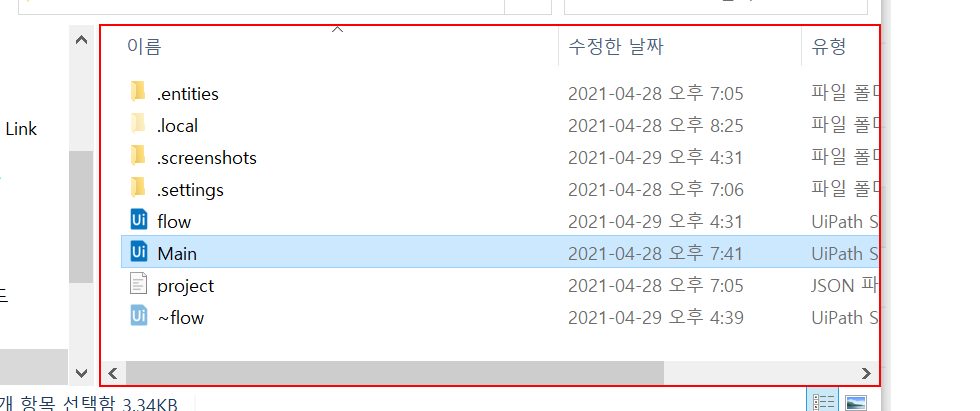 이름 수정한 날짜 유형
.entities 2021-04-28 오후 7:05 파일 폴더
.local 2021-04-28 오후 8:25 파일 폴더
Link
.screenshots 2021-04-29 오후 4:31 파일 폴더
.settings 2021-04-28 오후 7:06 파일 폴더
Ui flow 2021-04-29 오후 4:31 UiPath S
Ui Main 2021-04-28 오후 7:41 UiPath S
project 2021-04-28 오후 7:05 JSON 파
드
Ui ~flow 2021-04-29 오후 4:39 UiPath S
개 항목 선택함 3.34KB